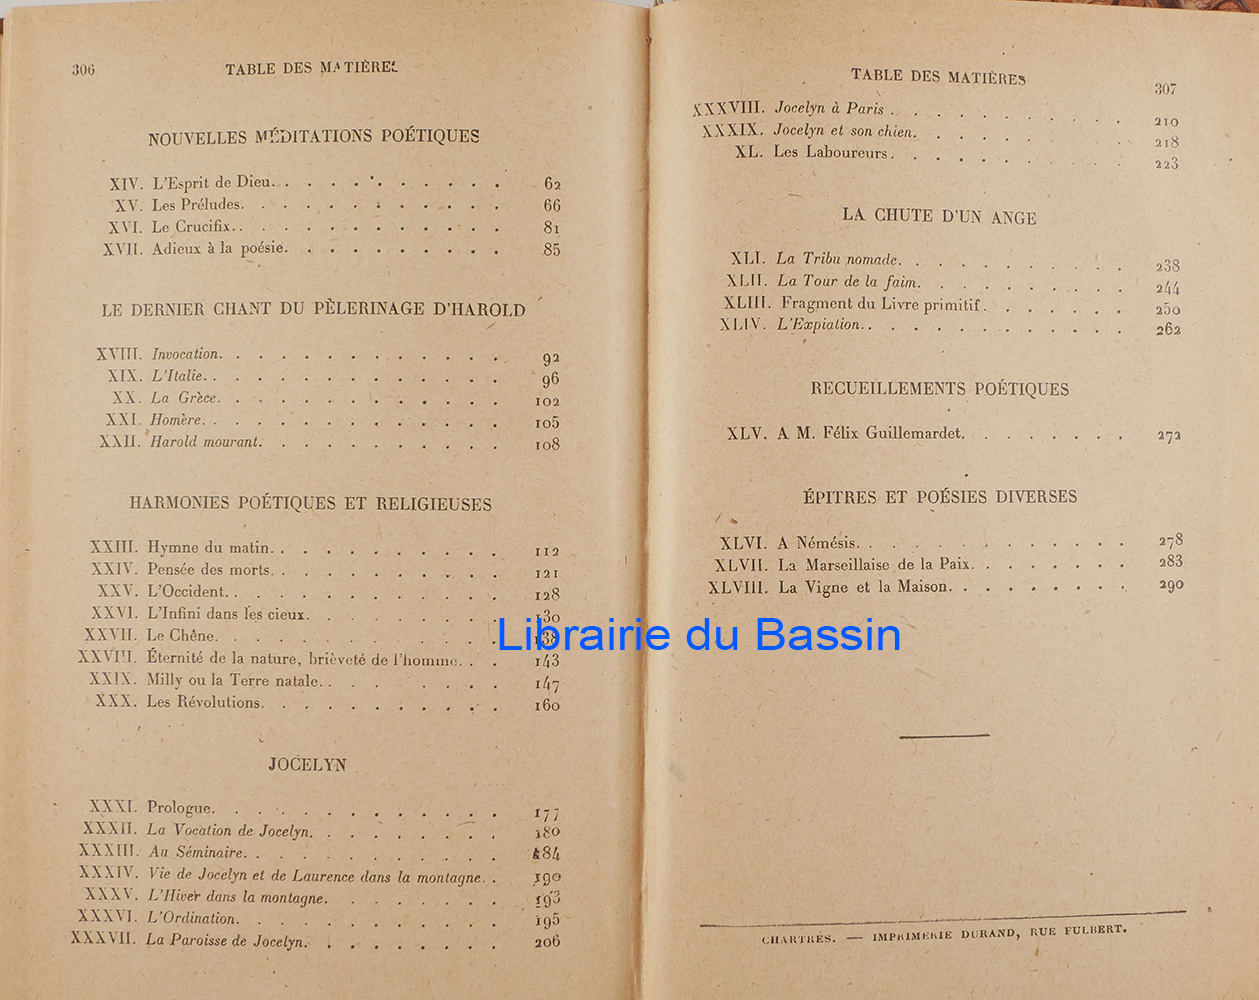 306
TABLE DES MATIÈRES
NOUVELLES MÉDITATIONS POÉTIQUES
XIV. L'Esprit de Dieu. . . . . . . . . . . 62
XV. Les Préludes. . . . . . . . . . . . 66
XVI. Le Crucifix. . . . . . . . . . . . . 81
XVII. Adieux à la poésie. . . . . . . . . . 85
LE DERNIER CHANT DU PÈLERINAGE D'HAROLD
XVIII. Invocation. . . . . . . . . . . . . 92
XIX. L'Italie. . . . . . . . . . . . . . 96
XX. La Grèce. . . . . . . . . . . . . 102
XXI. Homère. . . . . . . . . . . . . . 105
XXII. Harold mourant. . . . . . . . . . . 108
HARMONIES POÉTIQUES ET RELIGIEUSES
XXIII. Hymne du matin. . . . . . . . . . . 112
XXIV. Pensée des morts. . . . . . . . . . . 121
XXV. L'Occident. . . . . . . . . . . . . 128
XXVI. L'Infini dans les cieux. . . . . . . . . 130
XXVII. Le Chêne. . . . . . . . . . . . . 138
XXVIII. Éternité de la nature, brièveté de l'homme. . . 143
XXIX. Milly ou la Terre natale. . . . . . . . . 147
XXX. Les Révolutions. . . . . . . . . . . 160
JOCELYN
XXXI. Prologue. . . . . . . . . . . . . 177
XXXII. La Vocation de Jocelyn. . . . . . . . . 180
XXXIII. Au Séminaire. . . . . . . . . . . . 184
XXXIV. Vie de Jocelyn et de Laurence dans la montagne. . 190
XXXV. L'Hiver dans la montagne. . . . . . . . 193
XXXVI. L'Ordination. . . . . . . . . . . . 195
XXXVII. La Paroisse de Jocelyn. . . . . . . . . 206
TABLE DES MATIÈRES
307
XXXVIII. Jocelyn à Paris . . . . . . . . . . . 210
XXXIX. Jocelyn et son chien. . . . . . . . . . 218
XL. Les Laboureurs. . . . . . . . . . . 223
LA CHUTE D'UN ANGE
XLI. La Tribu nomade. . . . . . . . . . . 238
XLII. La Tour de la faim. . . . . . . . . . 244
XLIII. Fragment du Livre primitif. . . . . . . 250
XLIV. L'Expiation. . . . . . . . . . . . . 262
RECUEILLEMENTS POÉTIQUES
XLV. A M. Félix Guillemardet. . . . . . . . 272
ÉPITRES ET POÉSIES DIVERSES
XLVI. A Némésis. . . . . . . . . . . . . 278
XLVII. La Marseillaise de la Paix. . . . . . . . 283
XLVIII. La Vigne et la Maison. . . . . . . . . 290
Librairie du Bassin
CHARTRES. — IMPRIMERIE DURAND, RUE FULBERT.